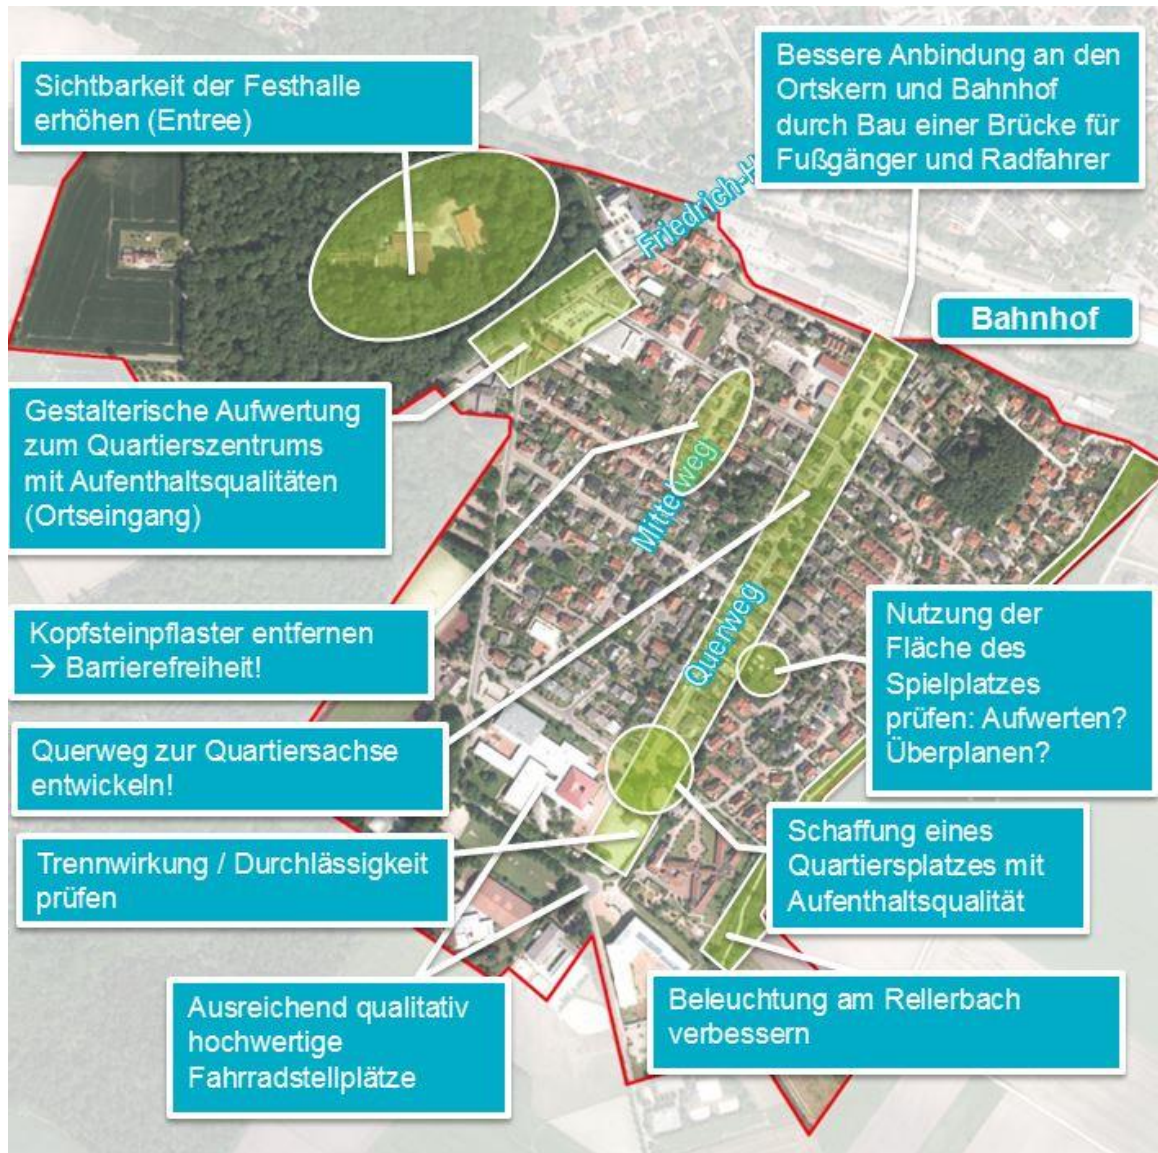 Sichtbarkeit der Festhalle
erhöhen (Entree)
Bessere Anbindung an den
Ortskern und Bahnhof
durch Bau einer Brücke für
Fußgänger und Radfahrer
Friedrich-H
Bahnhof
Gestalterische Aufwertung
zum Quartierszentrums
mit Aufenthaltsqualitäten
(Ortseingang)
Mittelweg
Kopfsteinpflaster entfernen
→ Barrierefreiheit!
Querweg
Nutzung der
Fläche des
Spielplatzes
prüfen: Aufwerten?
Überplanen?
Querweg zur Quartiersachse
entwickeln!
Trennwirkung / Durchlässigkeit
prüfen
Schaffung eines
Quartiersplatzes mit
Aufenthaltsqualität
Ausreichend qualitativ
hochwertige
Fahrradstellplätze
Beleuchtung am Rellerbach
verbessern